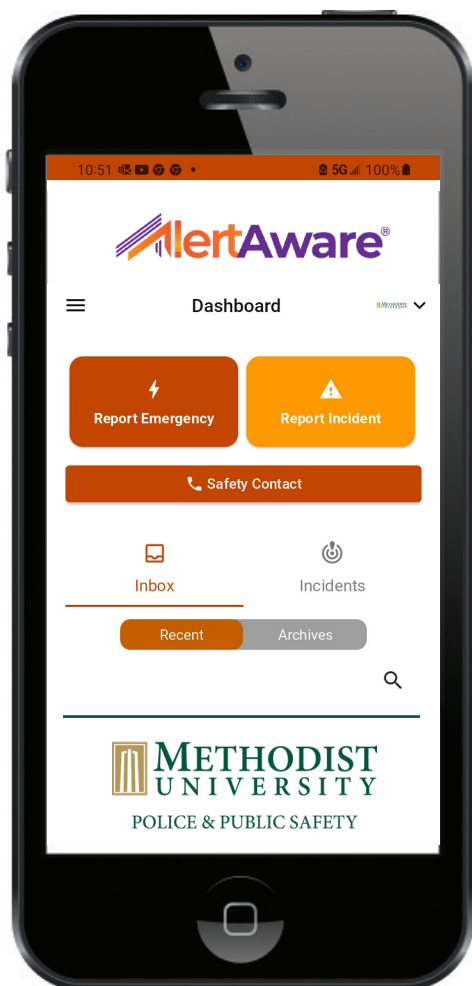 10:51 5G 100%
AlertAware®
Dashboard METHODIST
Report Emergency Report Incident
Safety Contact
Inbox Incidents
Recent Archives
METHODIST
UNIVERSITY
POLICE & PUBLIC SAFETY